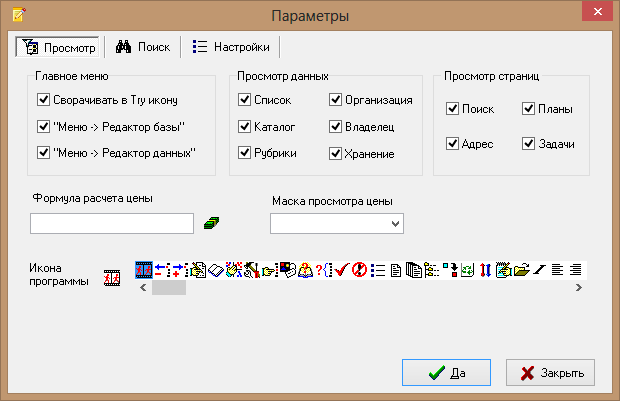 Параметры
Просмотр Поиск Настройки
Главное меню Просмотр данных Просмотр страниц
Сворачивать в Try икону Список Организация Поиск Планы
"Меню -> Редактор базы" Каталог Владелец
"Меню -> Редактор данных" Рубрики Хранение Адрес Задачи
Формула расчета цены Маска просмотра цены
Икона
программы
Да Закрыть